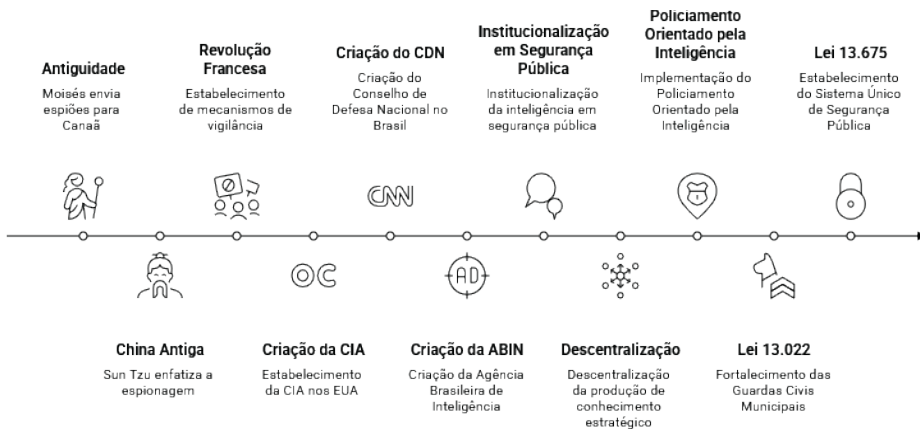 Antiguidade
Moisés envia
espiões para
Canaã
Revolução
Francesa
Estabelecimento
de mecanismos de
vigilância
Criação do CDN
Criação do
Conselho de
Defesa Nacional no
Brasil
Institucionalização
em Segurança
Pública
Institucionalização
da inteligência em
segurança pública
Policiamento
Orientado pela
Inteligência
Implementação do
Policiamento
Orientado pela
Inteligência
Lei 13.675
Estabelecimento
do Sistema Único
de Segurança
Pública
CNN
OC
AD
China Antiga
Sun Tzu enfatiza a
espionagem
Criação da CIA
Estabelecimento
da CIA nos EUA
Criação da ABIN
Criação da Agência
Brasileira de
Inteligência
Descentralização
Descentralização
da produção de
conhecimento
estratégico
Lei 13.022
Fortalecimento das
Guardas Civis
Municipais